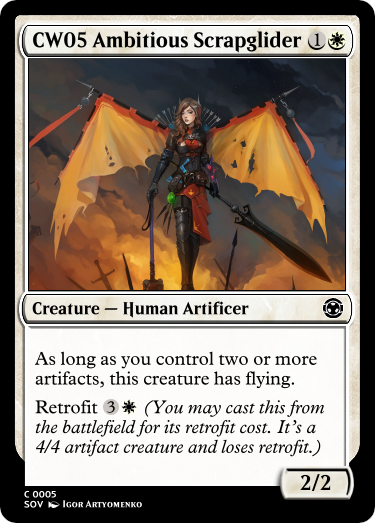 CW05 Ambitious Scrapglider 1
Creature — Human Artificer
As long as you control two or more
artifacts, this creature has flying.
Retrofit 3 (You may cast this from
the battlefield for its retrofit cost. It's a
4/4 artifact creature and loses retrofit.)
2/2
C 0005
SOV Igor Artyomenko